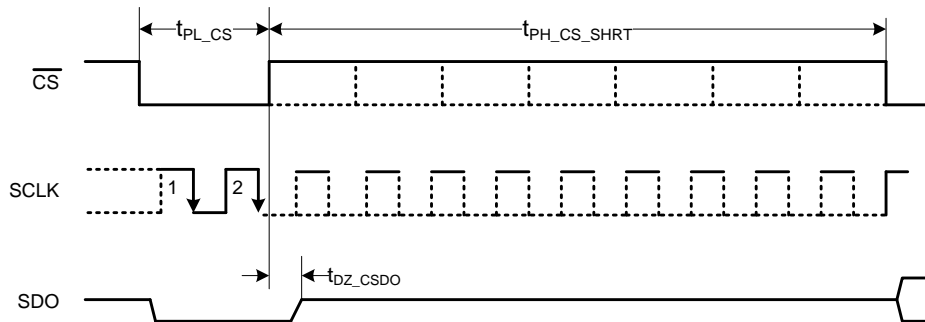 tPL_CS
tPH_CS_SHRT
CS
SCLK
1
2
tDZ_CSDO
SDO